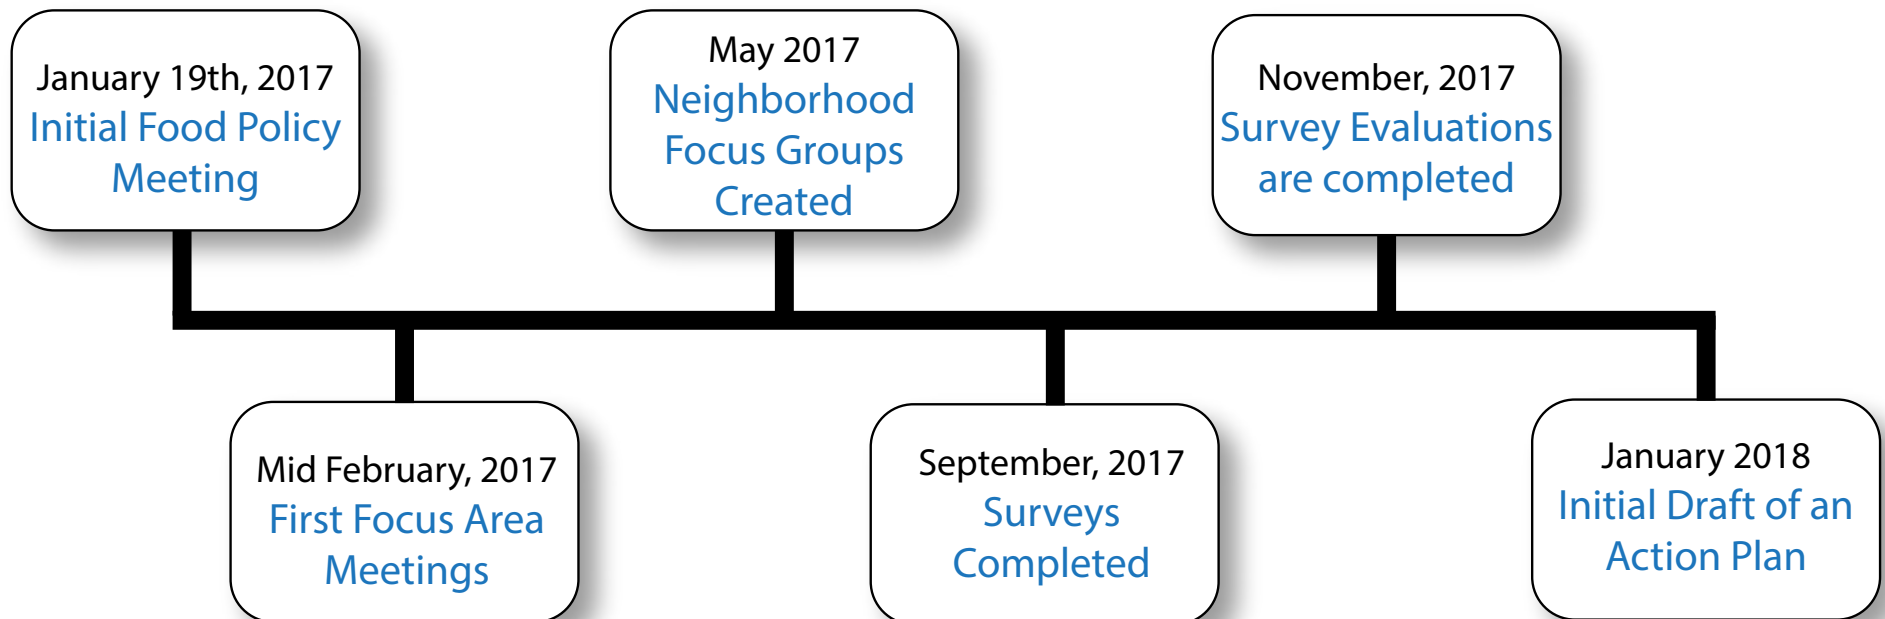 January 19th, 2017
Initial Food Policy
Meeting
Mid February, 2017
First Focus Area
Meetings
May 2017
Neighborhood
Focus Groups
Created
September, 2017
Surveys
Completed
November, 2017
Survey Evaluations
are completed
January 2018
Initial Draft of an
Action Plan